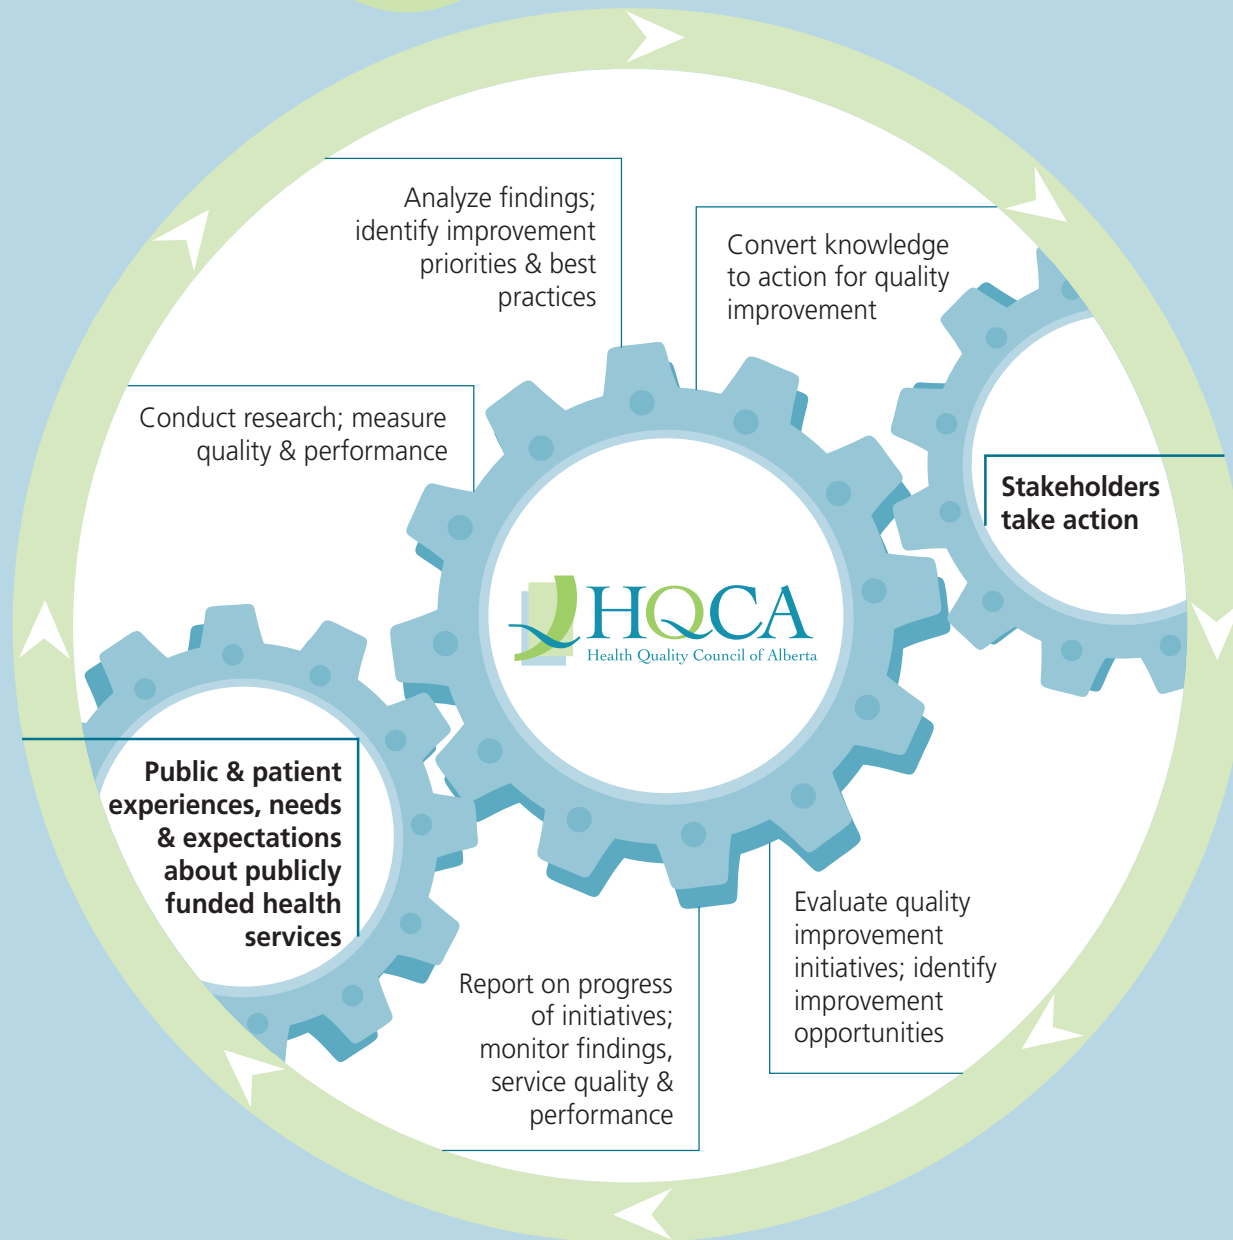 Analyze findings;
identify improvement
priorities & best
practices
Convert knowledge
to action for quality
improvement
Conduct research; measure
quality & performance
Stakeholders
take action
HQCA
Health Quality Council of Alberta
Public & patient
experiences, needs
& expectations
about publicly
funded health
services
Evaluate quality
improvement
initiatives; identify
improvement
opportunities
Report on progress
of initiatives;
monitor findings,
service quality &
performance